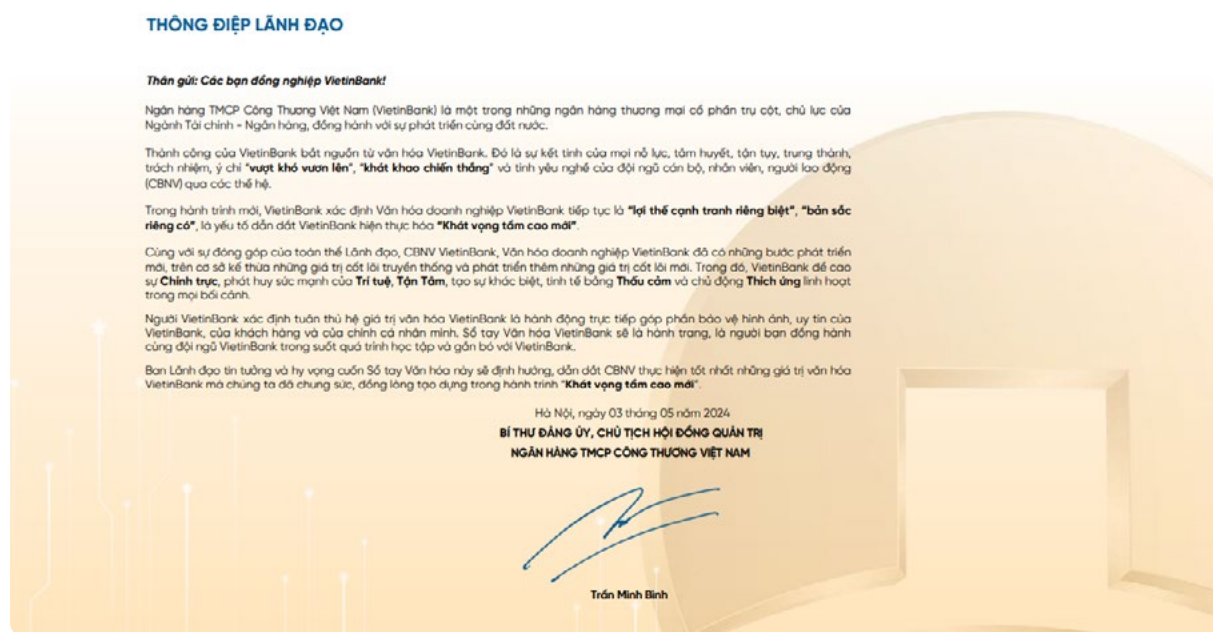 THÔNG ĐIỆP LÃNH ĐẠO
Thân gửi: Các bạn đồng nghiệp VietinBank!
Ngân hàng TMCP Công Thương Việt Nam (VietinBank) là một trong những ngân hàng thương mại cổ phần trụ cột, chủ lực của
Ngành Tài chính - Ngân hàng, đồng hành với sự phát triển cùng đất nước.
Thành công của VietinBank bắt nguồn từ văn hóa VietinBank. Đó là sự kết tinh của mọi nỗ lực, tâm huyết, tận tụy, trung thành,
trách nhiệm, ý chí "vượt khó vươn lên", "khát khao chiến thắng" và tình yêu nghề của đội ngũ cán bộ, nhân viên, người lao động
(CBNV) qua các thế hệ.
Trong hành trình mới, VietinBank xác định Văn hóa doanh nghiệp VietinBank tiếp tục là "lợi thế cạnh tranh riêng biệt", "bản sắc
riêng có", là yếu tố dẫn dắt VietinBank hiện thực hóa "Khát vọng tầm cao mới".
Cùng với sự đóng góp của toàn thể Lãnh đạo, CBNV VietinBank, Văn hóa doanh nghiệp VietinBank đã có những bước phát triển
mới, trên cơ sở kế thừa những giá trị cốt lõi truyền thống và phát triển thêm những giá trị cốt lõi mới. Trong đó, VietinBank đề cao
sự Chính trực, phát huy sức mạnh của Trí tuệ, Tận Tâm, tạo sự khác biệt, tinh tế bằng Thấu cảm và chủ động Thích ứng linh hoạt
trong mọi bối cảnh.
Người VietinBank xác định tuân thủ hệ giá trị văn hóa VietinBank là hành động trực tiếp góp phần bảo vệ hình ảnh, uy tín của
VietinBank, của khách hàng và của chính cá nhân mình. Sổ tay Văn hóa VietinBank sẽ là hành trang, là người bạn đồng hành
cùng đội ngũ VietinBank trong suốt quá trình học tập và gắn bó với VietinBank.
Ban Lãnh đạo tin tưởng và hy vọng cuốn Sổ tay Văn hóa này sẽ định hướng, dẫn dắt CBNV thực hiện tốt nhất những giá trị văn hóa
VietinBank mà chúng ta đã chung sức, đồng lòng tạo dựng trong hành trình "Khát vọng tầm cao mới".
Hà Nội, ngày 03 tháng 05 năm 2024
BÍ THƯ ĐẢNG ỦY, CHỦ TỊCH HỘI ĐỒNG QUẢN TRỊ
NGÂN HÀNG TMCP CÔNG THƯƠNG VIỆT NAM
Trần Minh Bình